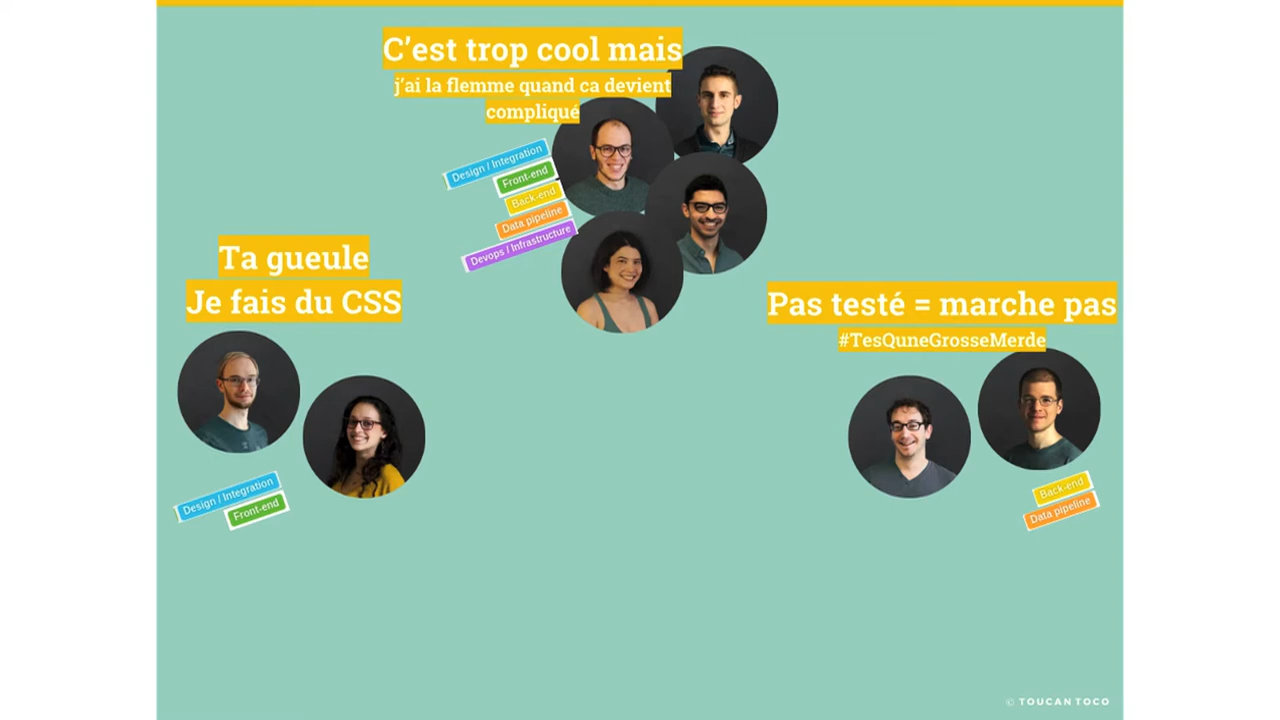 C'est trop cool mais
j'ai la flemme quand ca devient
compliqué
Design / Integration
Front-end
Back-end
Data pipeline
Devops / Infrastructure
Ta gueule
Je fais du CSS
Design / Integration
Front-end
Pas testé = marche pas
#TesQuneGrosseMerde
Back-end
Data pipeline
© TOUCAN TOCO